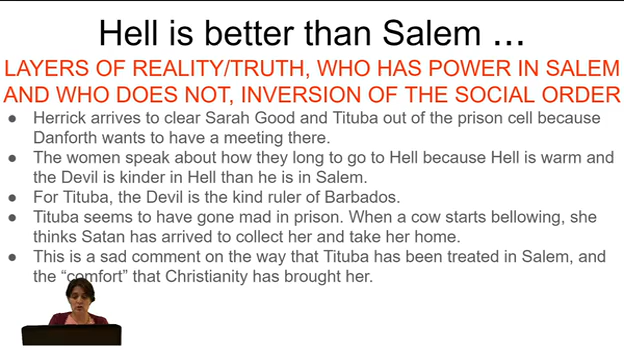 Hell is better than Salem ...
LAYERS OF REALITY/TRUTH, WHO HAS POWER IN SALEM
AND WHO DOES NOT, INVERSION OF THE SOCIAL ORDER
● Herrick arrives to clear Sarah Good and Tituba out of the prison cell because
Danforth wants to have a meeting there.
● The women speak about how they long to go to Hell because Hell is warm and
the Devil is kinder in Hell than he is in Salem.
● For Tituba, the Devil is the kind ruler of Barbados.
● Tituba seems to have gone mad in prison. When a cow starts bellowing, she
thinks Satan has arrived to collect her and take her home.
● This is a sad comment on the way that Tituba has been treated in Salem, and
the “comfort” that Christianity has brought her.